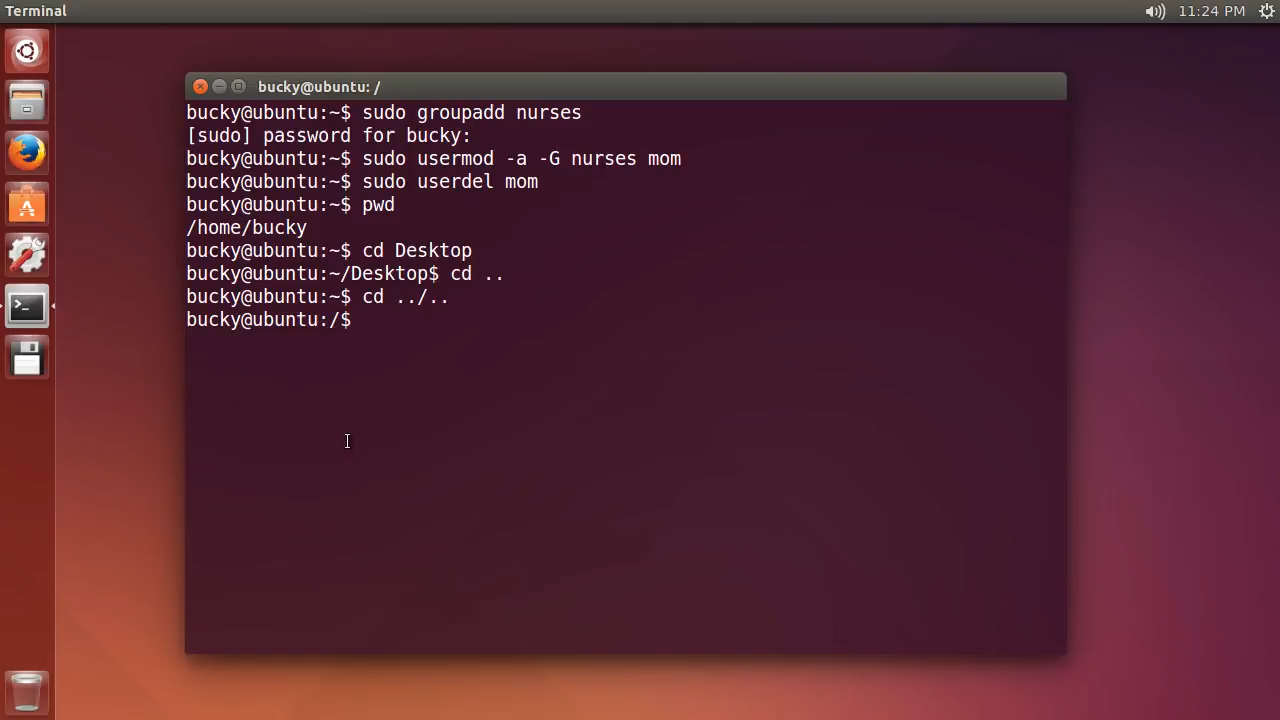 Terminal
11:24 PM
bucky@ubuntu: /
bucky@ubuntu:~$ sudo groupadd nurses
[sudo] password for bucky:
bucky@ubuntu:~$ sudo usermod -a -G nurses mom
bucky@ubuntu:~$ sudo userdel mom
bucky@ubuntu:~$ pwd
/home/bucky
bucky@ubuntu:~$ cd Desktop
bucky@ubuntu:~/Desktop$ cd ..
bucky@ubuntu:~$ cd ../..
bucky@ubuntu:/$